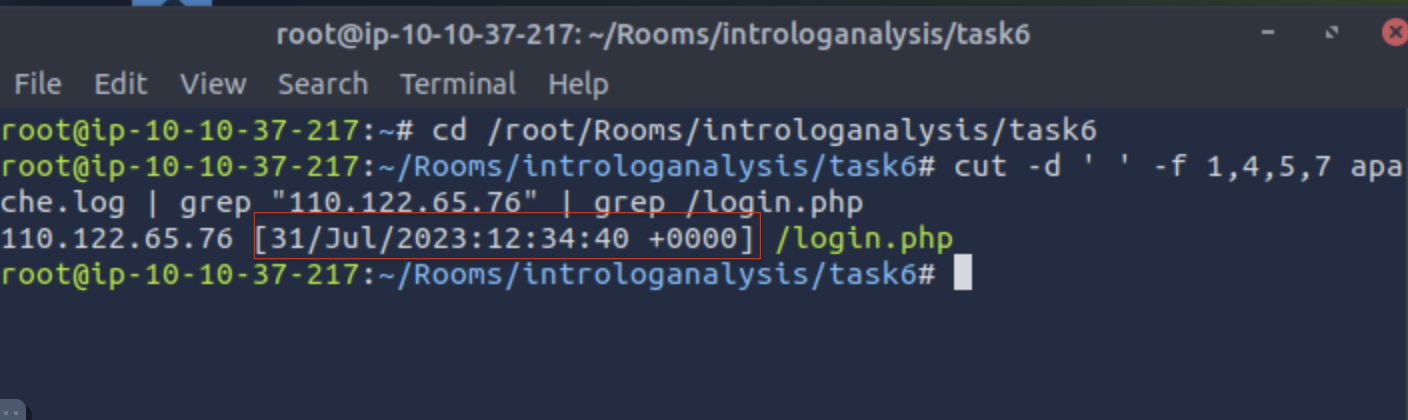 root@ip-10-10-37-217: ~/Rooms/introloganalysis/task6
File Edit View Search Terminal Help
root@ip-10-10-37-217:~# cd /root/Rooms/introloganalysis/task6
root@ip-10-10-37-217:~/Rooms/introloganalysis/task6# cut -d ' ' -f 1,4,5,7 apa
che.log | grep "110.122.65.76" | grep /login.php
110.122.65.76 [31/Jul/2023:12:34:40 +0000] /login.php
root@ip-10-10-37-217:~/Rooms/introloganalysis/task6#